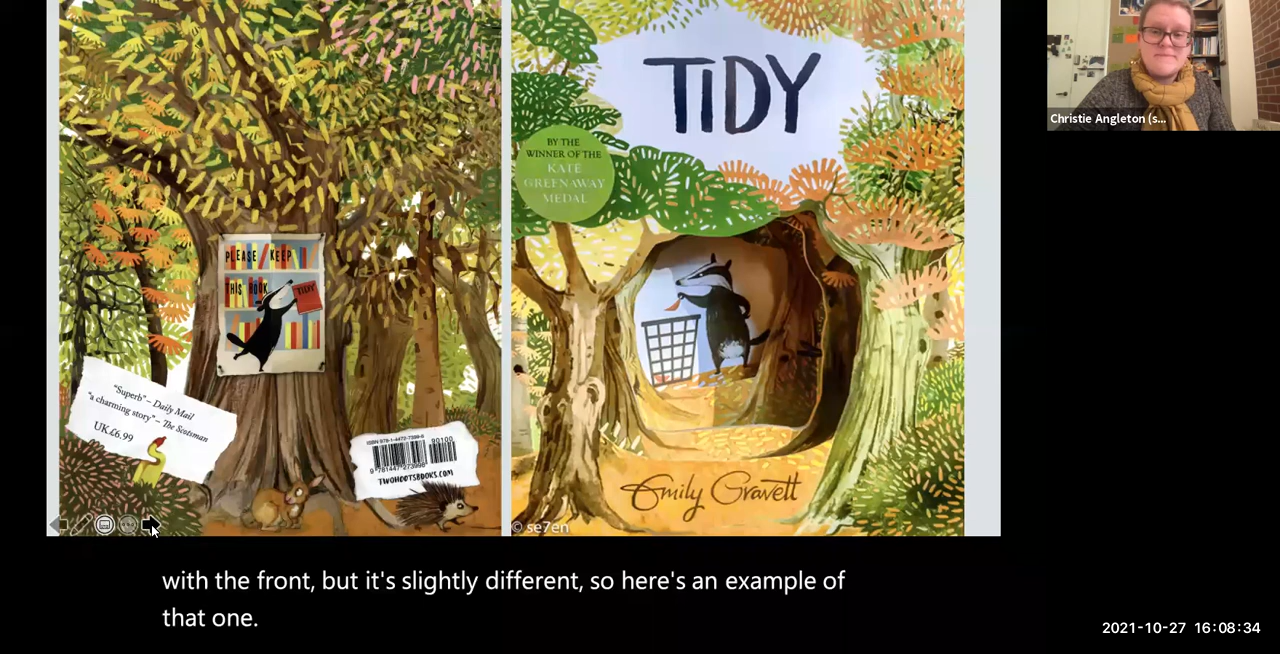 PLEASE KEEP
THIS BOOK
TIDY
"Superb" – Daily Mail
"a charming story" – The Scotsman
UK £6.99
90100
TWOHOOTSBOOKS.COM
TIDY
BY THE
WINNER OF THE
KATE
GREENAWAY
MEDAL
Emily Gravett
© se7en
Christie Angleton (s...
with the front, but it's slightly different, so here's an example of
that one.
2021-10-27 16:08:34